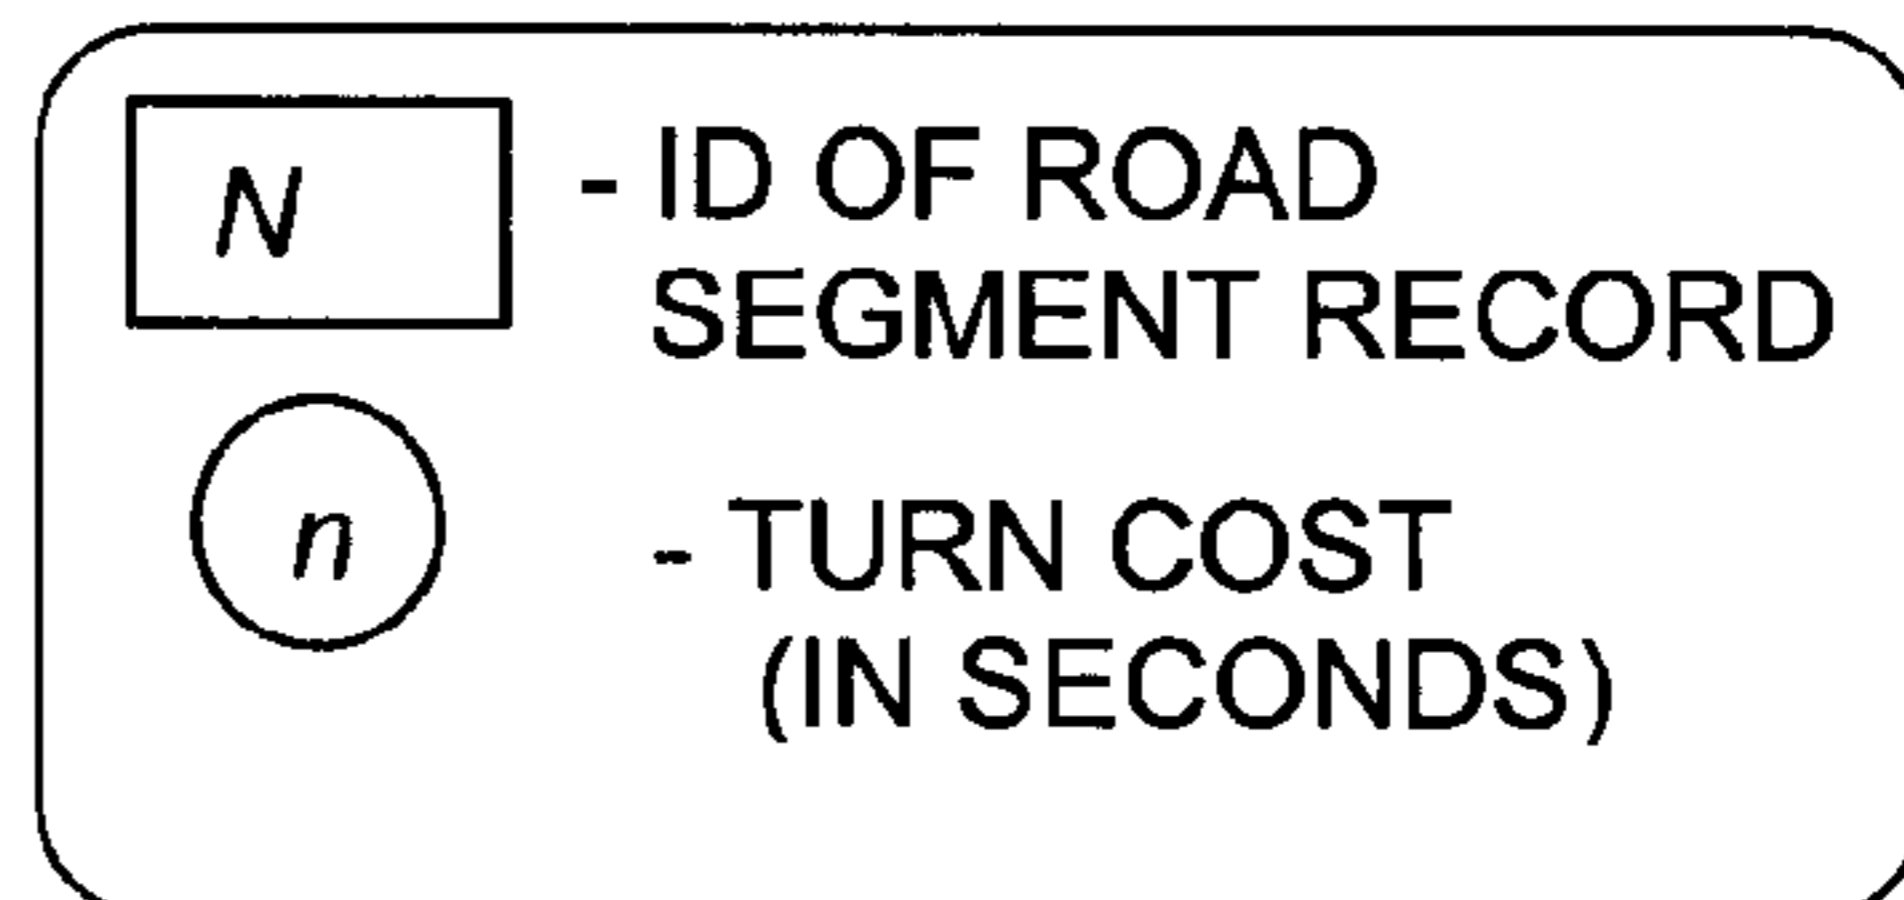 N - ID OF ROAD
SEGMENT RECORD
n - TURN COST
(IN SECONDS)